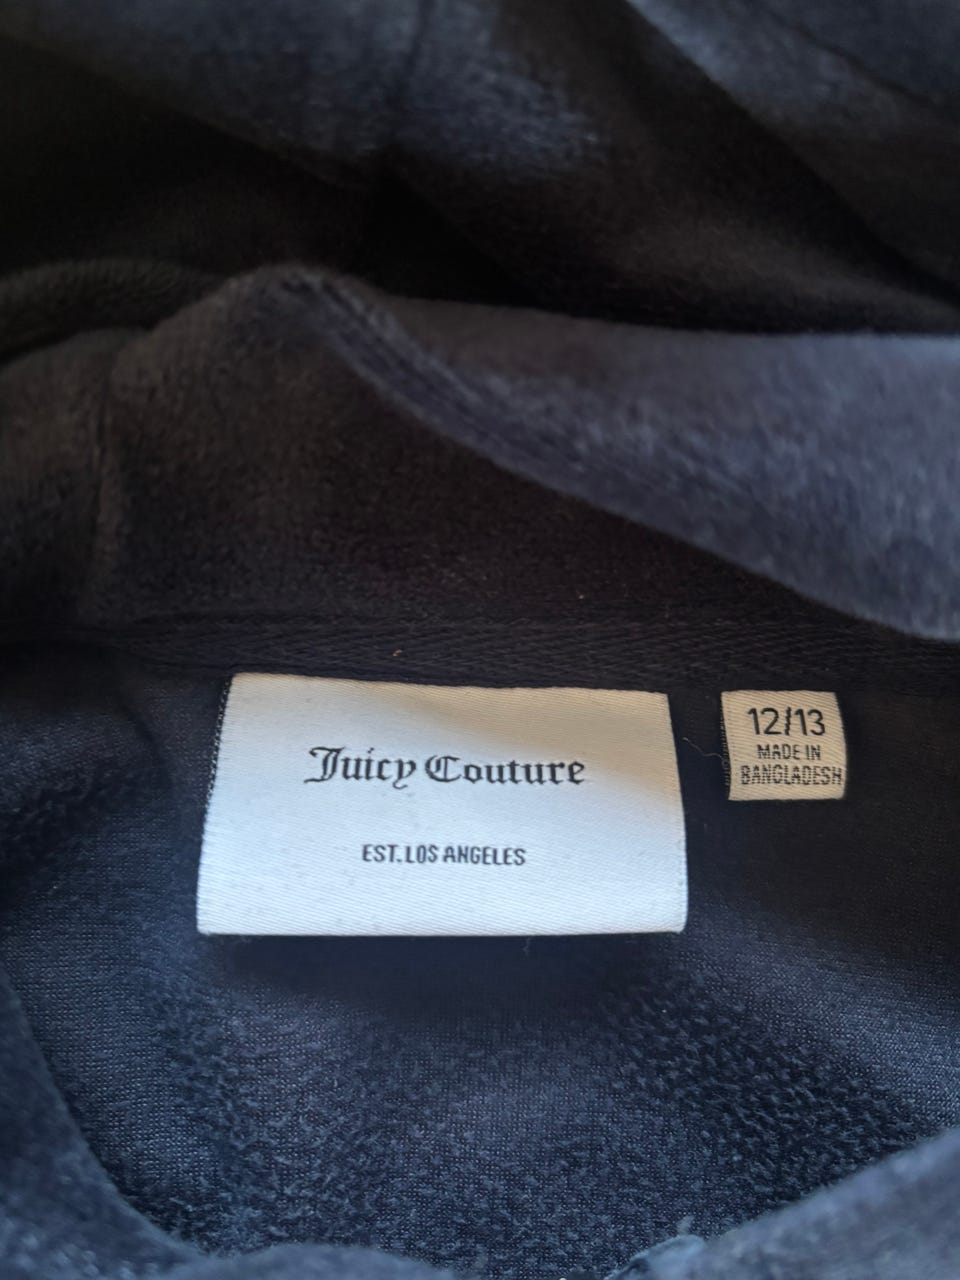 Juicy Couture
EST. LOS ANGELES
12/13
MADE IN
BANGLADESH